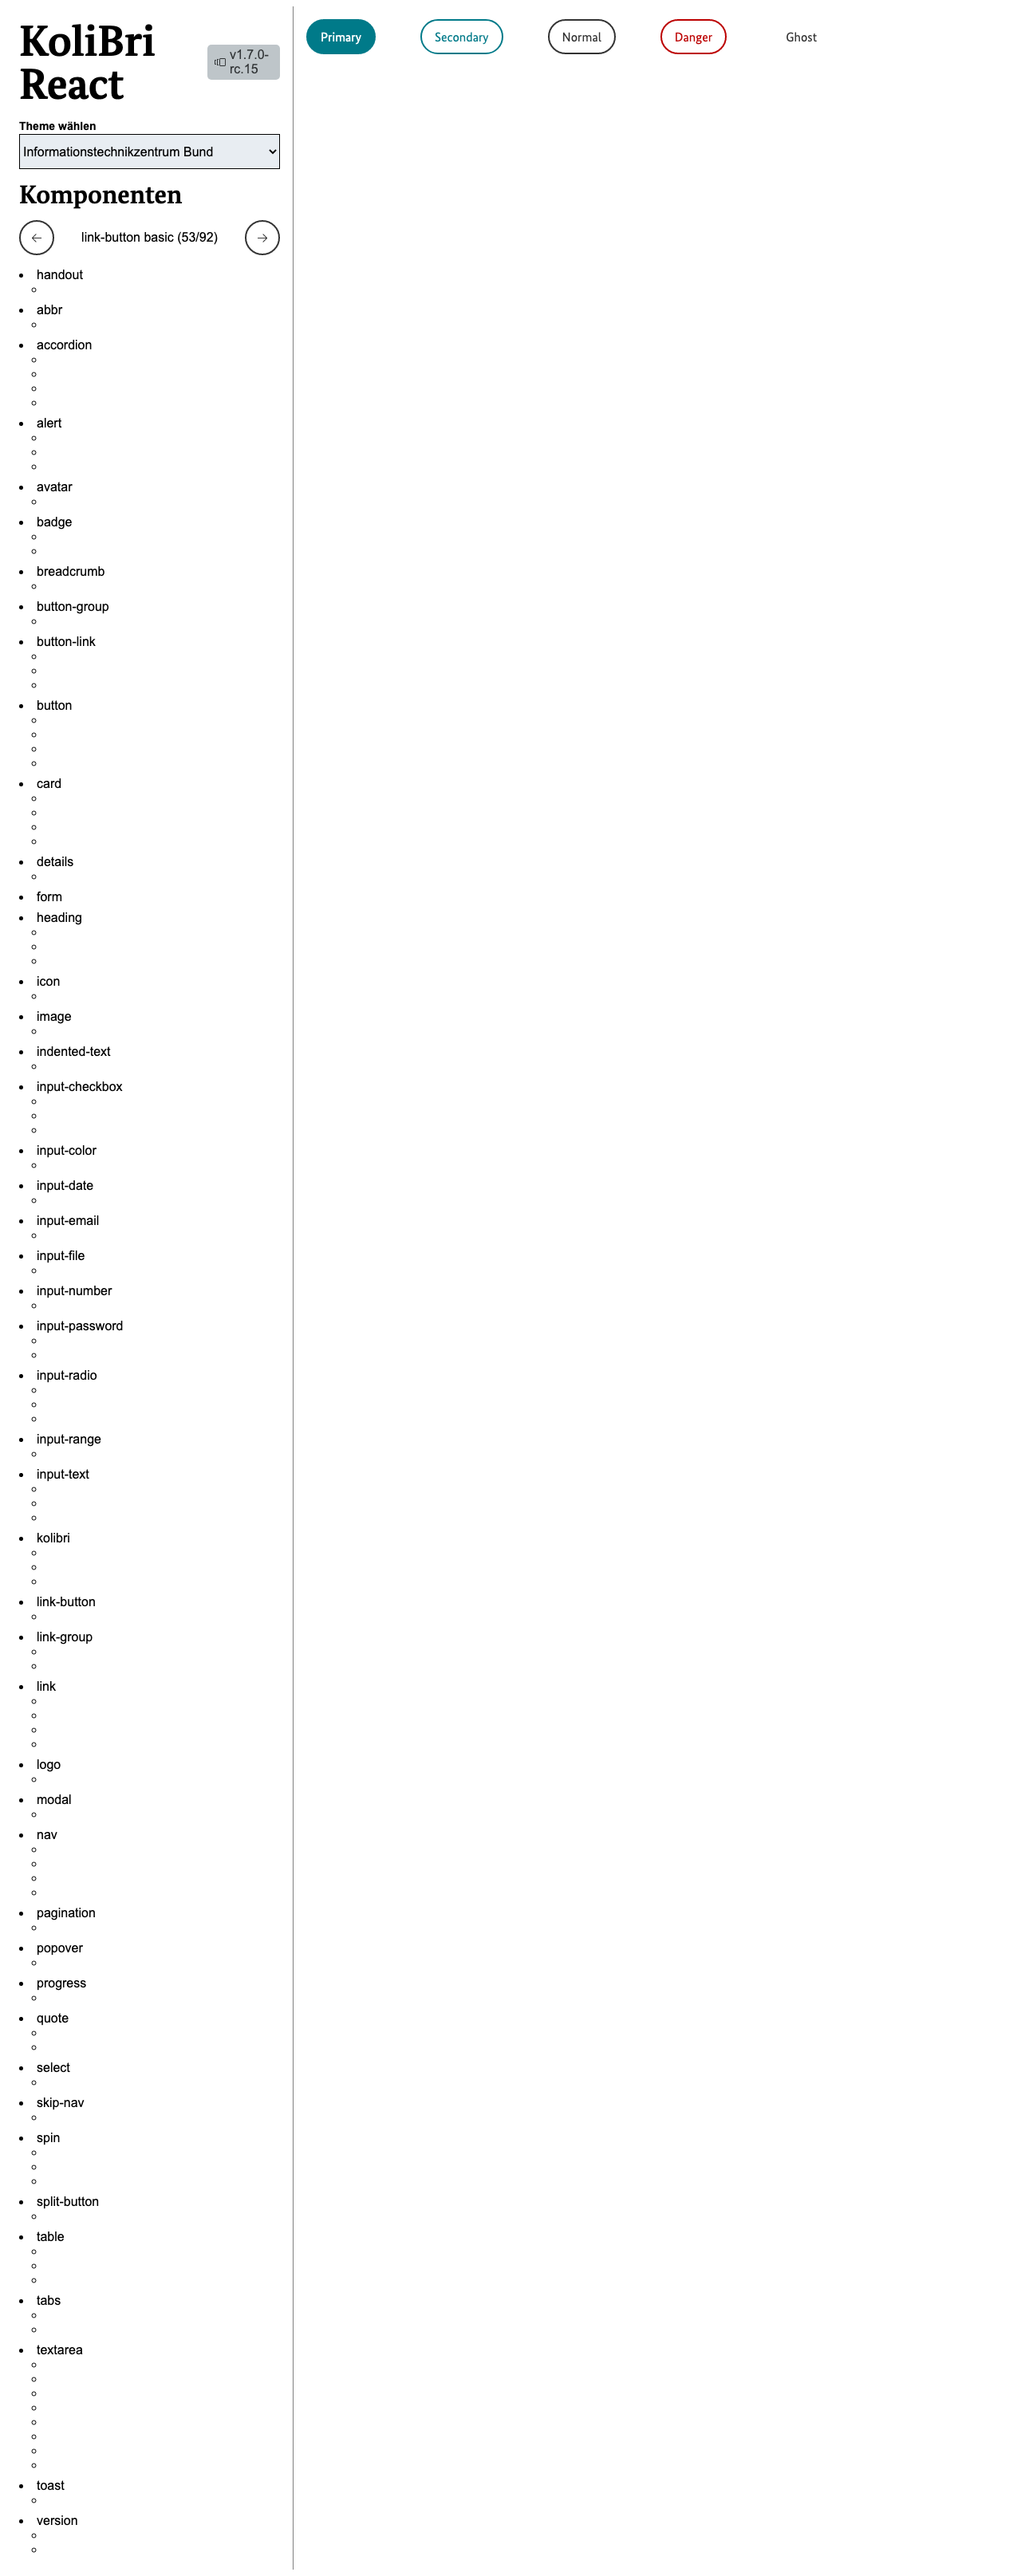 KoliBri
React
v1.7.0-
rc.15
Theme wählen
Informationstechnikzentrum Bund
Komponenten
link-button basic (53/92)
handout
abbr
accordion
alert
avatar
badge
breadcrumb
button-group
button-link
button
card
details
form
heading
icon
image
indented-text
input-checkbox
input-color
input-date
input-email
input-file
input-number
input-password
input-radio
input-range
input-text
kolibri
link-button
link-group
link
logo
modal
nav
pagination
popover
progress
quote
select
skip-nav
spin
split-button
table
tabs
textarea
toast
version
Primary Secondary Normal Danger Ghost